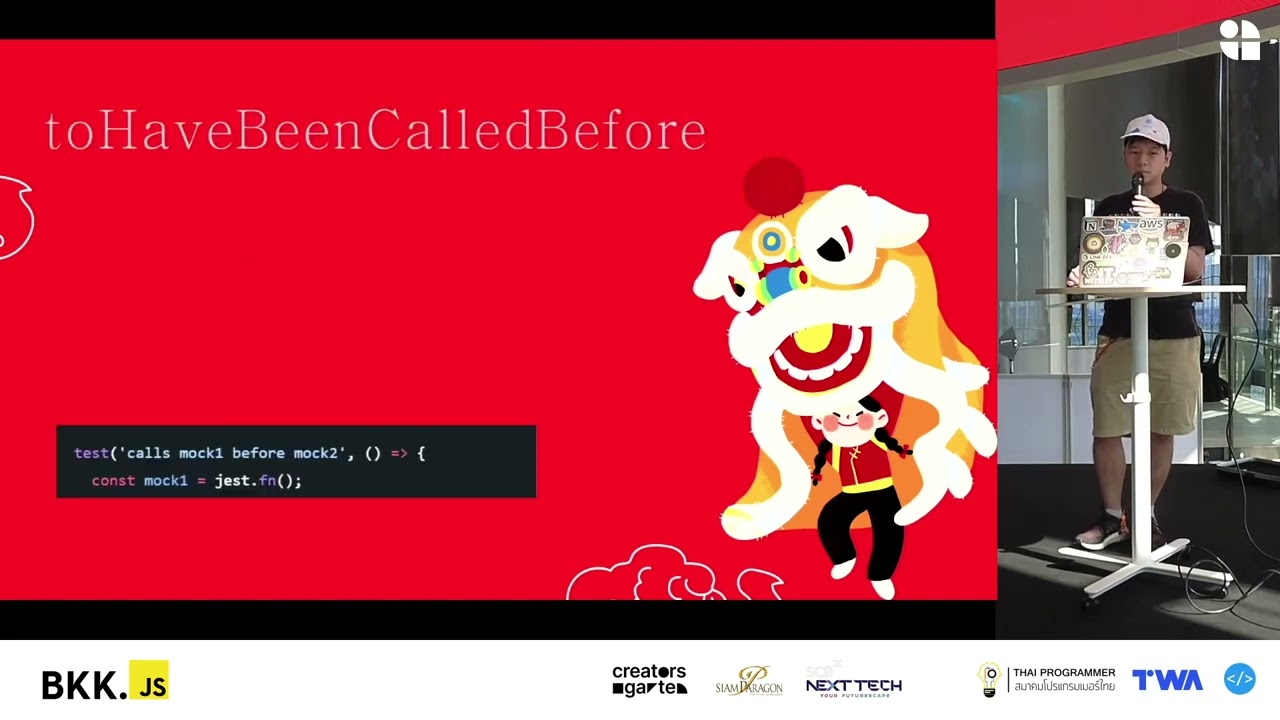 toHaveBeenCalledBefore
test('calls mock1 before mock2', () => {
const mock1 = jest.fn();
aws
BKK.JS
creators
garten
SIAM PARAGON
SCB
NEXT TECH
YOUR FUTURESCAPE
THAI PROGRAMMER
สมาคมโปรแกรมเมอร์ไทย
TWA
</>